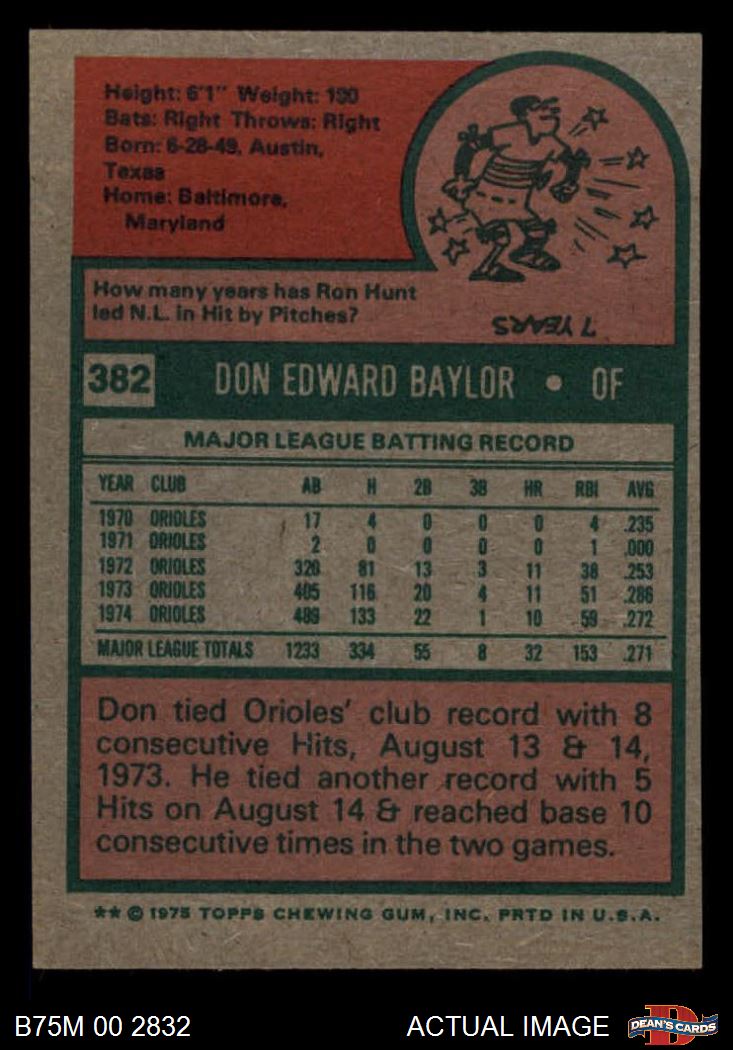 Height: 6'1" Weight: 190
Bats: Right Throws: Right
Born: 6-28-49, Austin,
Texas
Home: Baltimore,
Maryland
How many years has Ron Hunt
led N.L. in Hit by Pitches?
7 YEARS
382 DON EDWARD BAYLOR • OF
MAJOR LEAGUE BATTING RECORD
YEAR CLUB AB H 2B 3B HR RBI AVG
1970 ORIOLES 17 4 0 0 0 4 .235
1971 ORIOLES 2 0 0 0 0 1 .000
1972 ORIOLES 320 81 13 3 11 38 .253
1973 ORIOLES 405 116 20 4 11 51 .286
1974 ORIOLES 489 133 22 1 10 59 .272
MAJOR LEAGUE TOTALS 1233 334 55 8 32 153 .271
Don tied Orioles' club record with 8
consecutive Hits, August 13 & 14,
1973. He tied another record with 5
Hits on August 14 & reached base 10
consecutive times in the two games.
** © 1975 TOPPS CHEWING GUM, INC. PRTD IN U.S.A.
B75M 00 2832 ACTUAL IMAGE D DEAN'S CARDS